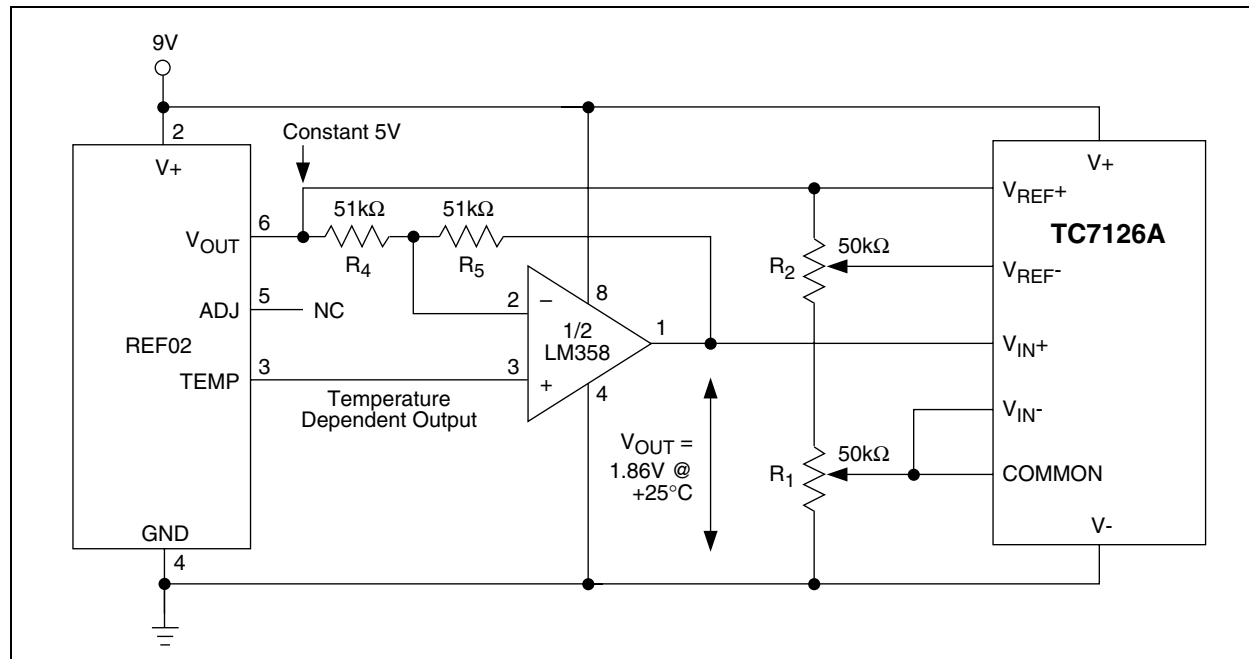 9V
2
Constant 5V
V+
V+
6
51kΩ
51kΩ
VREF+
VOUT
R4
R5
TC7126A
50kΩ
R2
VREF-
8
5
ADJ
NC
2
–
1/2
LM358
1
REF02
VIN+
3
TEMP
3
+
4
Temperature
Dependent Output
VIN-
VOUT =
1.86V @
+25°C
50kΩ
R1
COMMON
V-
GND
4